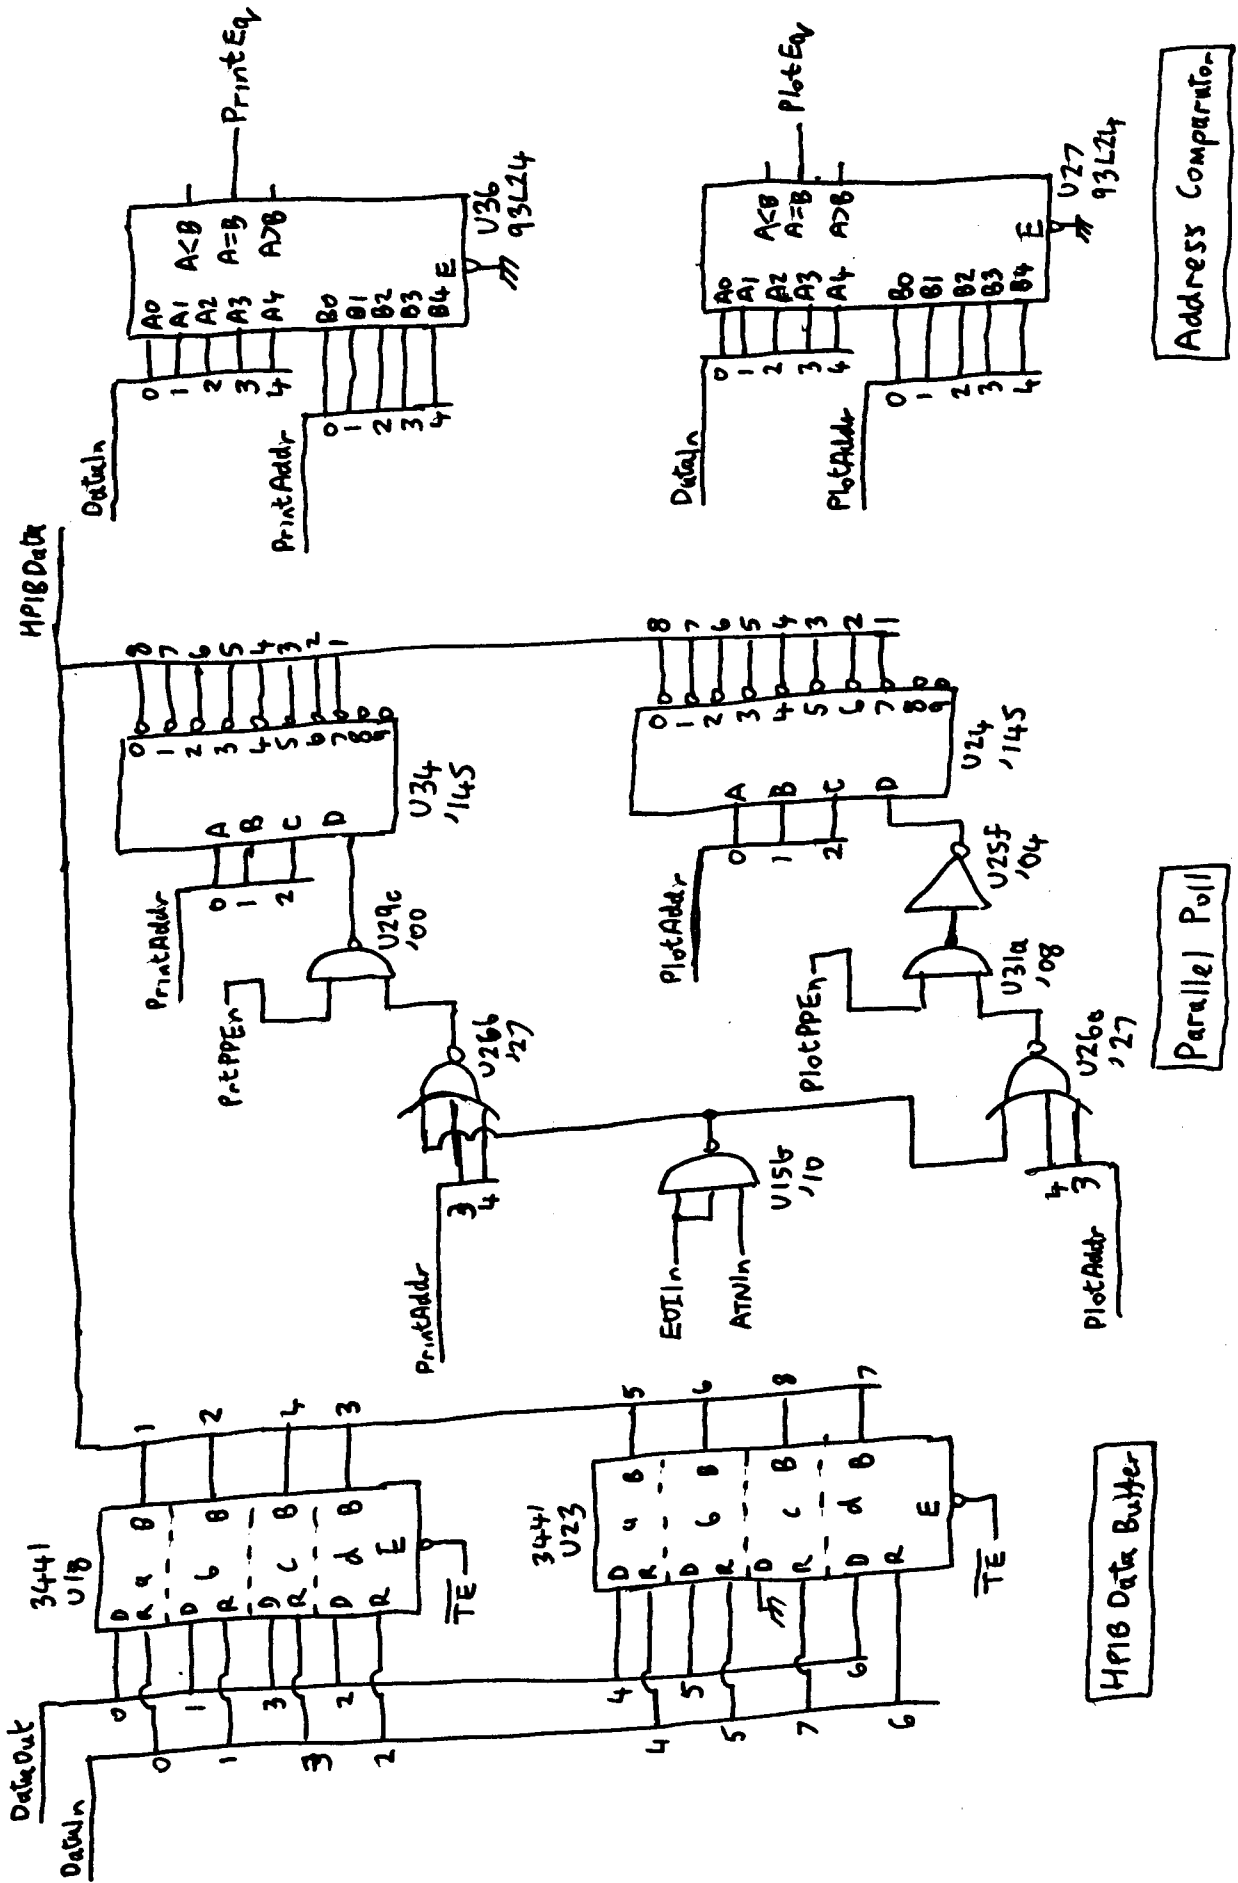 DataOut
DataIn
0
1
3
2
4
5
6
0
1
3
2
4
5
7
6
3441
U18
D
R
a
B
D
R
b
B
D
R
c
B
D
R
d
B
E
TE
3441
U23
D
R
a
B
D
R
b
B
D
R
c
B
D
R
d
B
E
TE
1
2
4
3
5
6
8
7
HPIB Data Buffer
HPIBData
PrintAddr
3
4
U26b
'27
EOIIn
ATNIn
U15b
'10
PlotAddr
4
3
U26a
'27
PrtPPEn
U29c
'00
PlotPPEn
U31a
'08
U25f
'04
PrintAddr
0
1
2
A
B
C
D
0
1
2
3
4
5
6
7
8
9
U34
'145
8
7
6
5
4
3
2
1
PlotAddr
0
1
2
A
B
C
D
0
1
2
3
4
5
6
7
8
9
U24
'145
8
7
6
5
4
3
2
1
Parallel Poll
DataIn
0
1
2
3
4
PrintAddr
0
1
2
3
4
A0
A1
A2
A3
A4
B0
B1
B2
B3
B4
A<B
A=B
A>B
E
U36
93L24
PrintEq
DataIn
0
1
2
3
4
PlotAddr
0
1
2
3
4
A0
A1
A2
A3
A4
B0
B1
B2
B3
B4
A<B
A=B
A>B
E
U27
93L24
PlotEq
Address Comparator